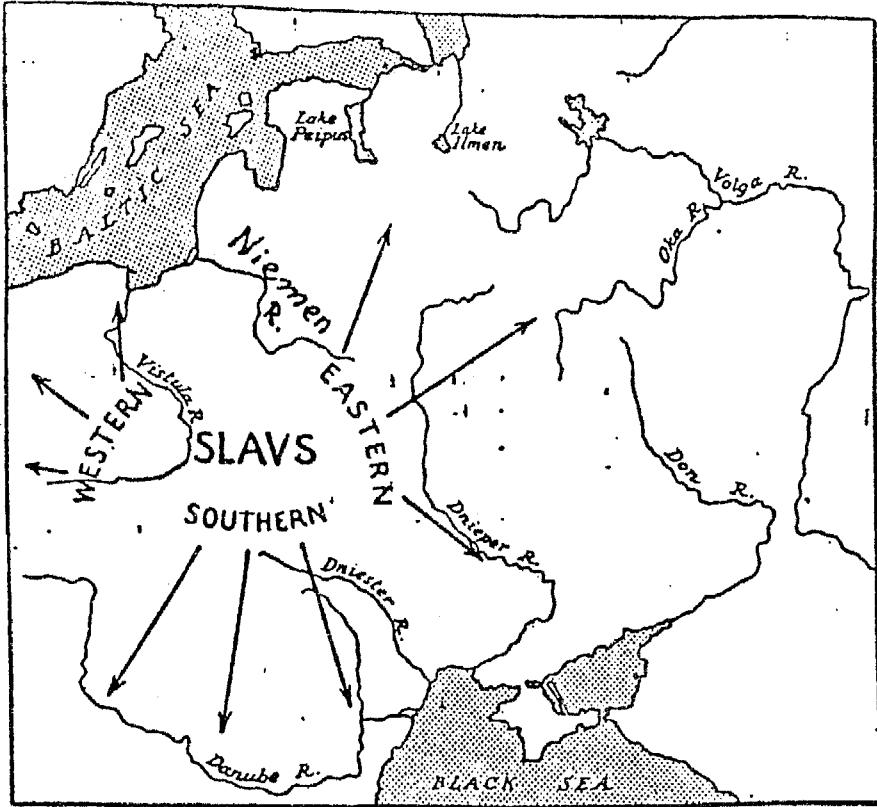 BALTIC SEA
Lake
Peipus
Lake
Ilmen
Volga R.
Oka R.
Niemen
R.
Vistula R.
WESTERN
EASTERN
SLAVS
SOUTHERN
Don R.
Dnieper R.
Dniester R.
Danube R.
BLACK SEA